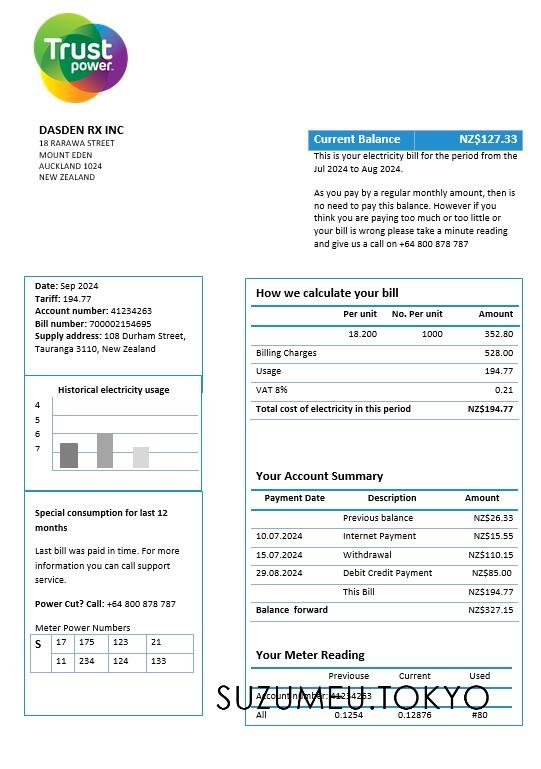 Trust
power
DASDEN RX INC
18 RARAWA STREET
MOUNT EDEN
AUCKLAND 1024
NEW ZEALAND
Current Balance NZ$127.33
This is your electricity bill for the period from the
Jul 2024 to Aug 2024.
As you pay by a regular monthly amount, then is
no need to pay this balance. However if you
think you are paying too much or too little or
your bill is wrong please take a minute reading
and give us a call on +64 800 878 787
Date: Sep 2024
Tariff: 194.77
Account number: 41234263
Bill number: 700002154695
Supply address: 108 Durham Street,
Tauranga 3110, New Zealand
Historical electricity usage
4
5
6
7
Special consumption for last 12
months
Last bill was paid in time. For more
information you can call support
service.
Power Cut? Call: +64 800 878 787
Meter Power Numbers
S 17 175 123 21
11 234 124 133
How we calculate your bill
Per unit No. Per unit Amount
18.200 1000 352.80
Billing Charges 528.00
Usage 194.77
VAT 8% 0.21
Total cost of electricity in this period NZ$194.77
Your Account Summary
Payment Date Description Amount
Previous balance NZ$26.33
10.07.2024 Internet Payment NZ$15.55
15.07.2024 Withdrawal NZ$110.15
29.08.2024 Debit Credit Payment NZ$85.00
This Bill NZ$194.77
Balance forward NZ$327.15
Your Meter Reading
Previouse Current Used
Account number: 41234263
SUZUMEU.TOKYO
All 0.1254 0.12876 #80